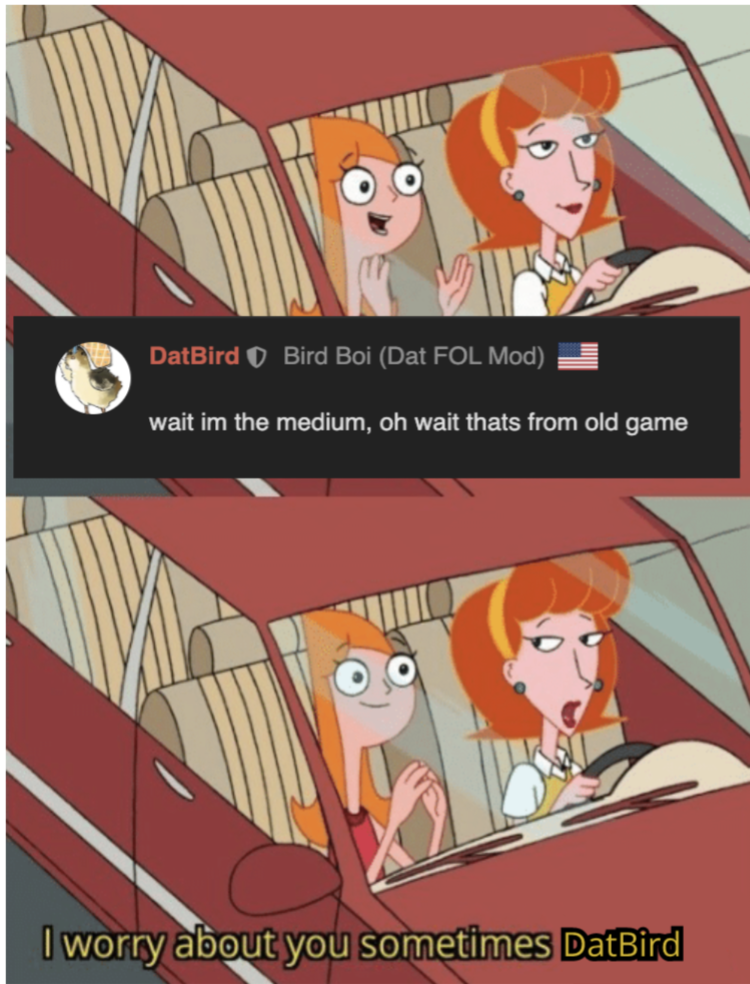 DatBird Bird Boi (Dat FOL Mod)
wait im the medium, oh wait thats from old game
I worry about you sometimes DatBird